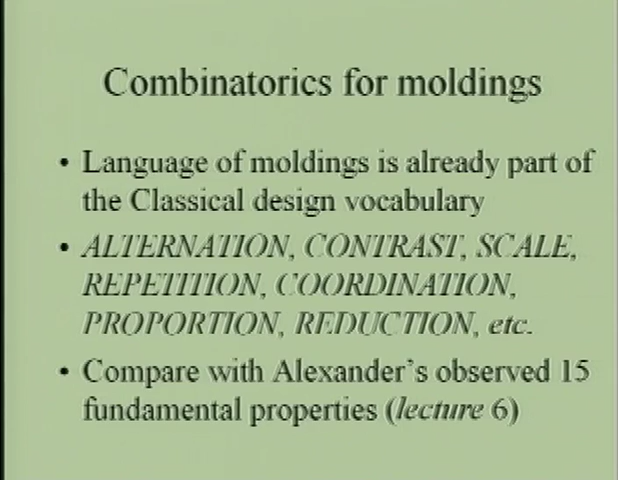 Combinatorics for moldings
• Language of moldings is already part of
the Classical design vocabulary
• ALTERNATION, CONTRAST, SCALE,
REPETITION, COORDINATION,
PROPORTION, REDUCTION, etc.
• Compare with Alexander's observed 15
fundamental properties (lecture 6)